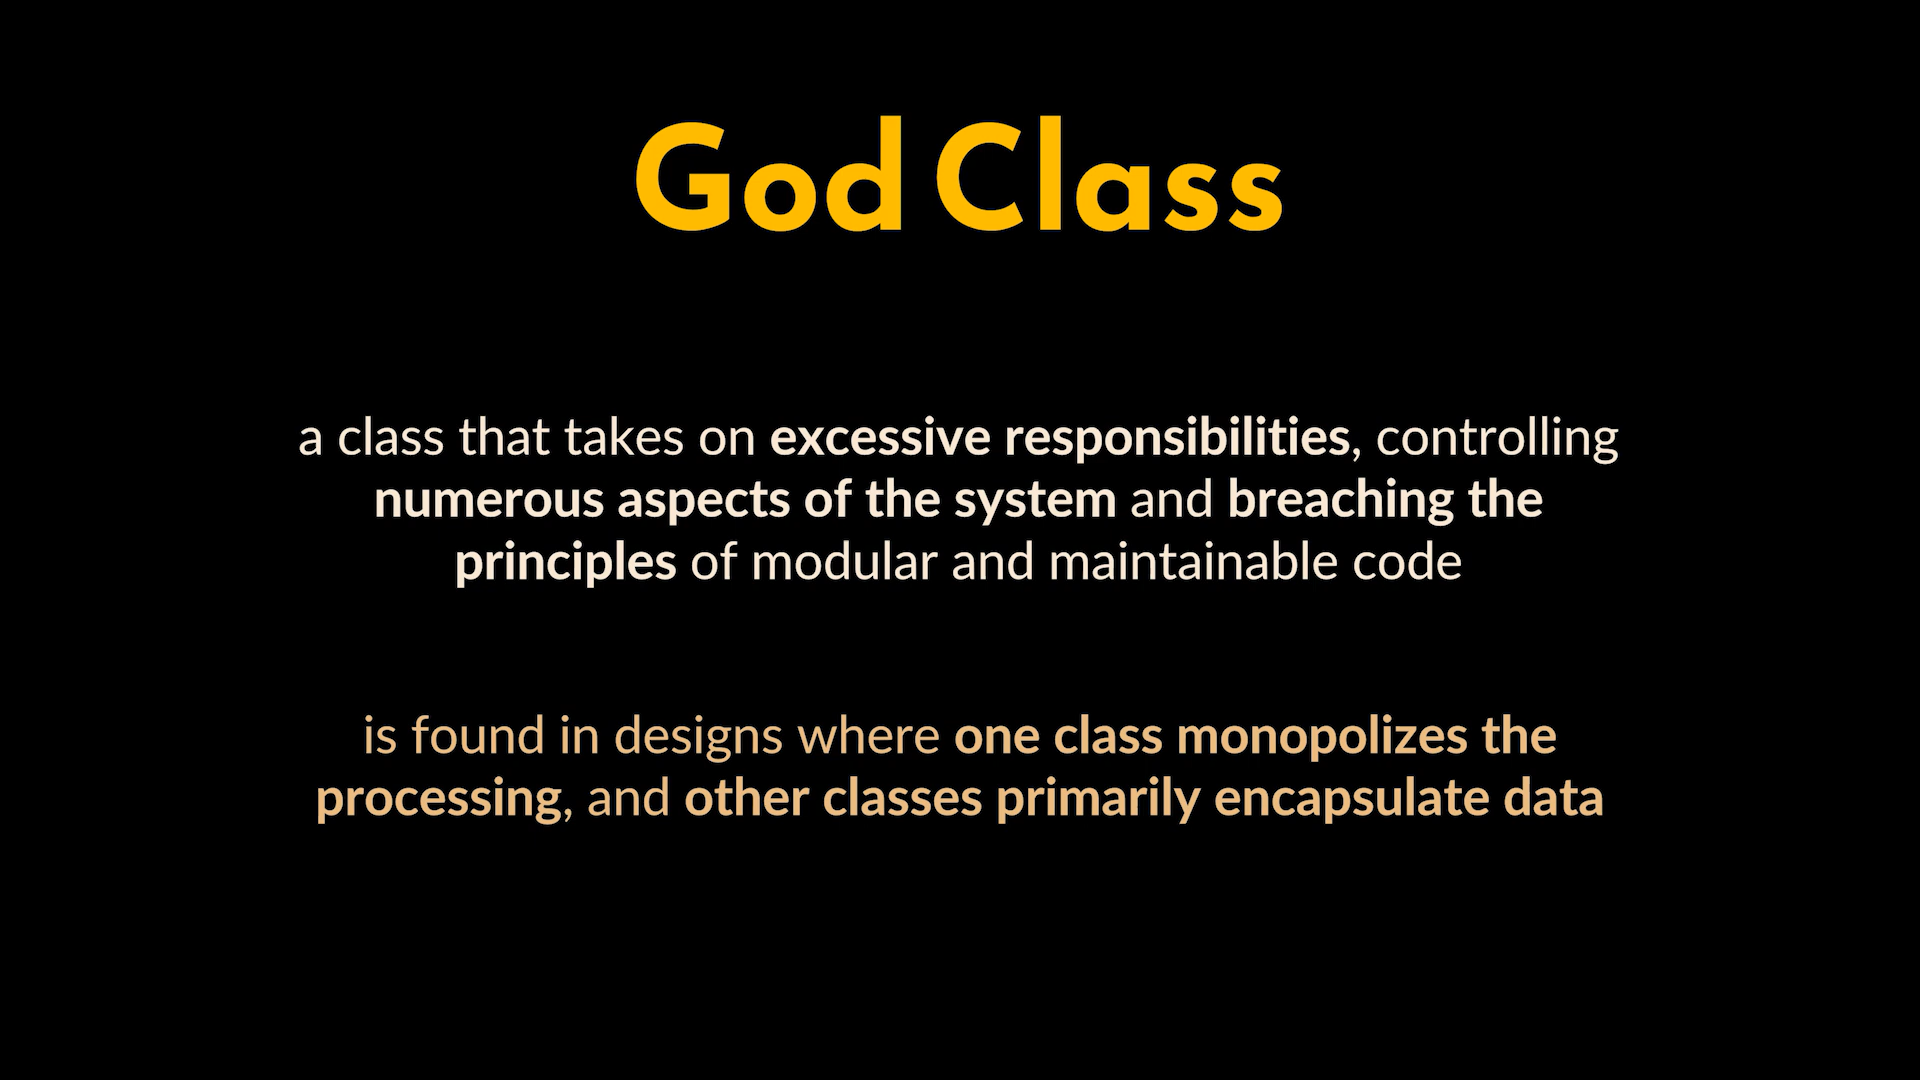 God Class
a class that takes on excessive responsibilities, controlling
numerous aspects of the system and breaching the
principles of modular and maintainable code
is found in designs where one class monopolizes the
processing, and other classes primarily encapsulate data